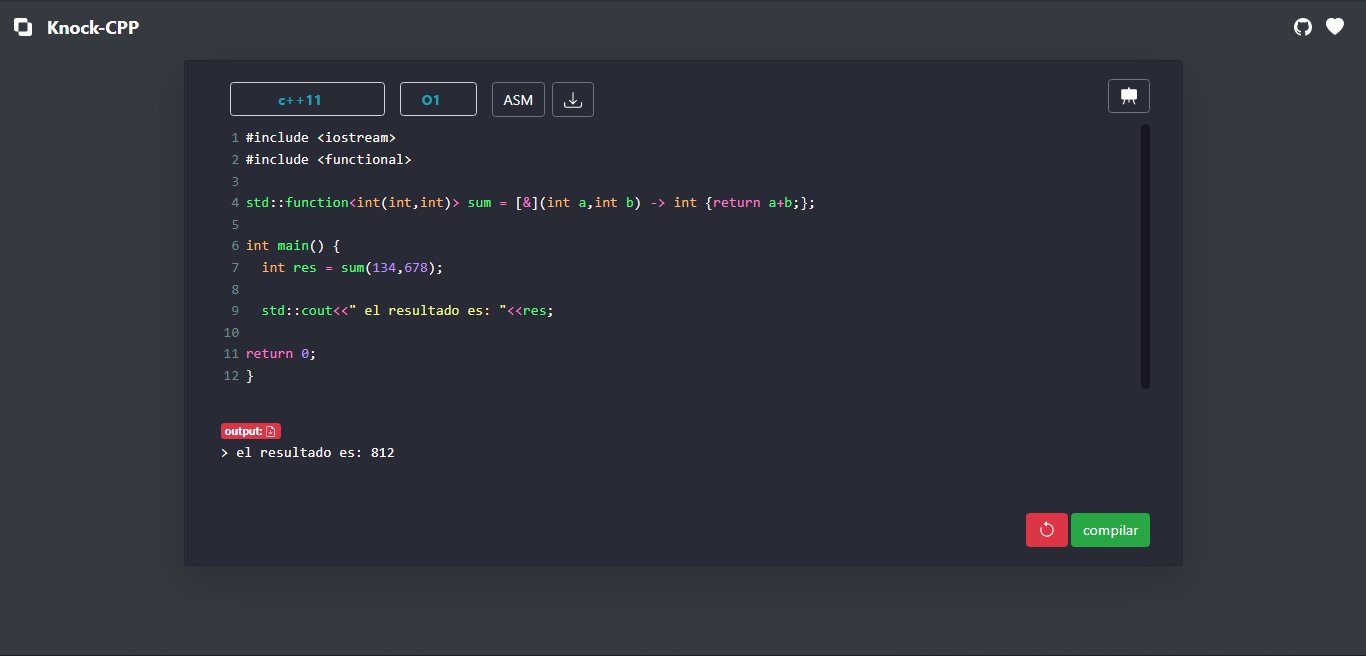 Knock-CPP
c++11 O1 ASM
1 #include <iostream>
2 #include <functional>
3
4 std::function<int(int,int)> sum = [&](int a,int b) -> int {return a+b;};
5
6 int main() {
7   int res = sum(134,678);
8
9   std::cout<<" el resultado es: "<<res;
10
11 return 0;
12 }
output:
> el resultado es: 812
compilar